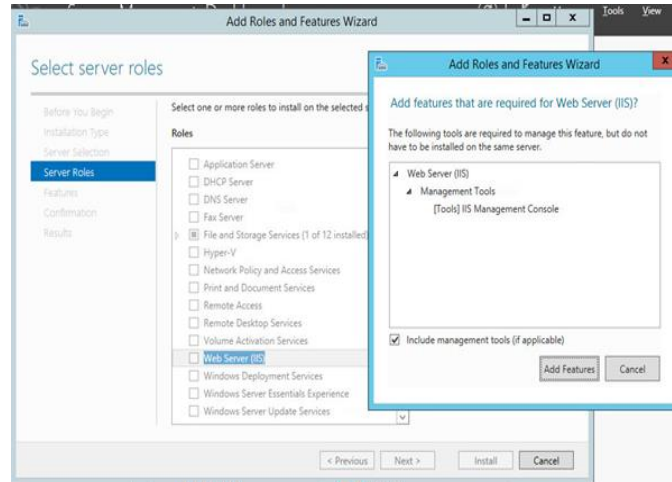 Tools View
Add Roles and Features Wizard
Select server roles
Before You Begin
Installation Type
Server Selection
Server Roles
Features
Confirmation
Results
Select one or more roles to install on the selected s
Roles
Application Server
DHCP Server
DNS Server
Fax Server
File and Storage Services (1 of 12 installed)
Hyper-V
Network Policy and Access Services
Print and Document Services
Remote Access
Remote Desktop Services
Volume Activation Services
Web Server (IIS)
Windows Deployment Services
Windows Server Essentials Experience
Windows Server Update Services
< Previous
Next >
Install
Cancel
Add Roles and Features Wizard
Add features that are required for Web Server (IIS)?
The following tools are required to manage this feature, but do not
have to be installed on the same server.
Web Server (IIS)
Management Tools
[Tools] IIS Management Console
Include management tools (if applicable)
Add Features
Cancel